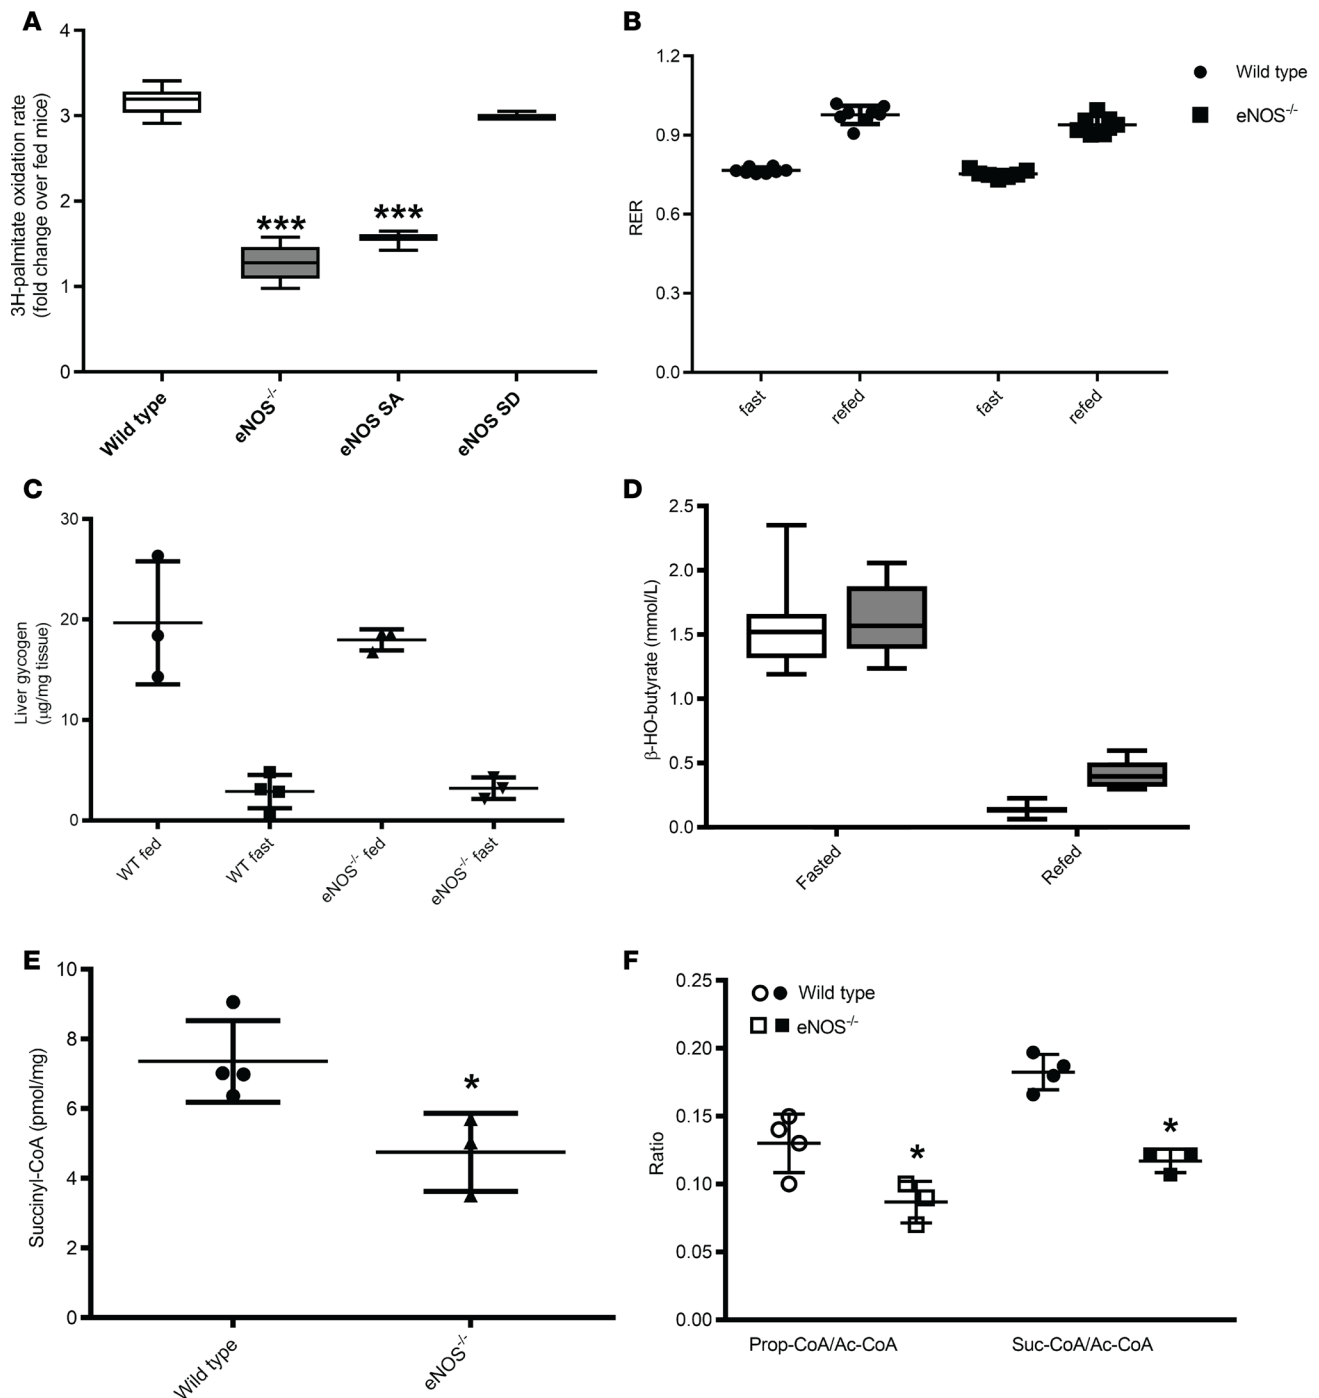 A
3H-palmitate oxidation rate
(fold change over fed mice)
4
3
2
1
0
***
***
Wild type
eNOS-/-
eNOS SA
eNOS SD
B
RER
1.2
0.9
0.6
0.3
0.0
fast
refed
fast
refed
Wild type
eNOS-/-
C
Liver gycogen
(µg/mg tissue)
30
20
10
0
WT fed
WT fast
eNOS-/- fed
eNOS-/- fast
D
β-HO-butyrate (mmol/L)
2.5
2.0
1.5
1.0
0.5
0.0
Fasted
Refed
E
Succinyl-CoA (pmol/mg)
10
8
6
4
2
0
*
Wild type
eNOS-/-
F
Ratio
0.25
0.20
0.15
0.10
0.05
0.00
Wild type
eNOS-/-
*
*
Prop-CoA/Ac-CoA
Suc-CoA/Ac-CoA